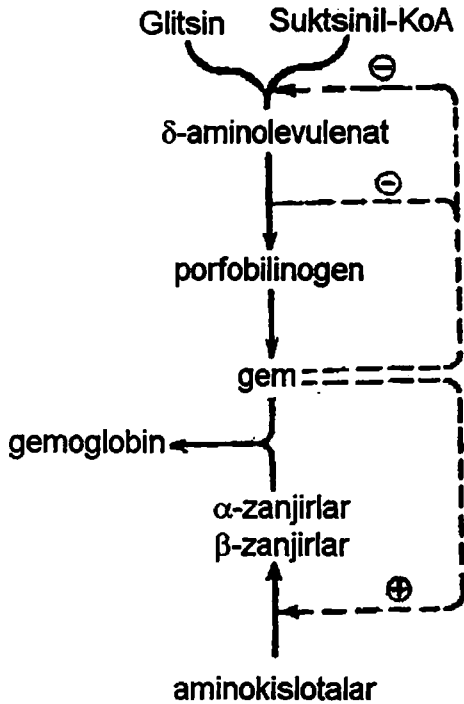 Glitsin Suktsinil-KoA
⊖
δ-aminolevulenat
⊖
porfobilinogen
gem
gemoglobin
α-zanjirlar
β-zanjirlar
⊕
aminokislotalar